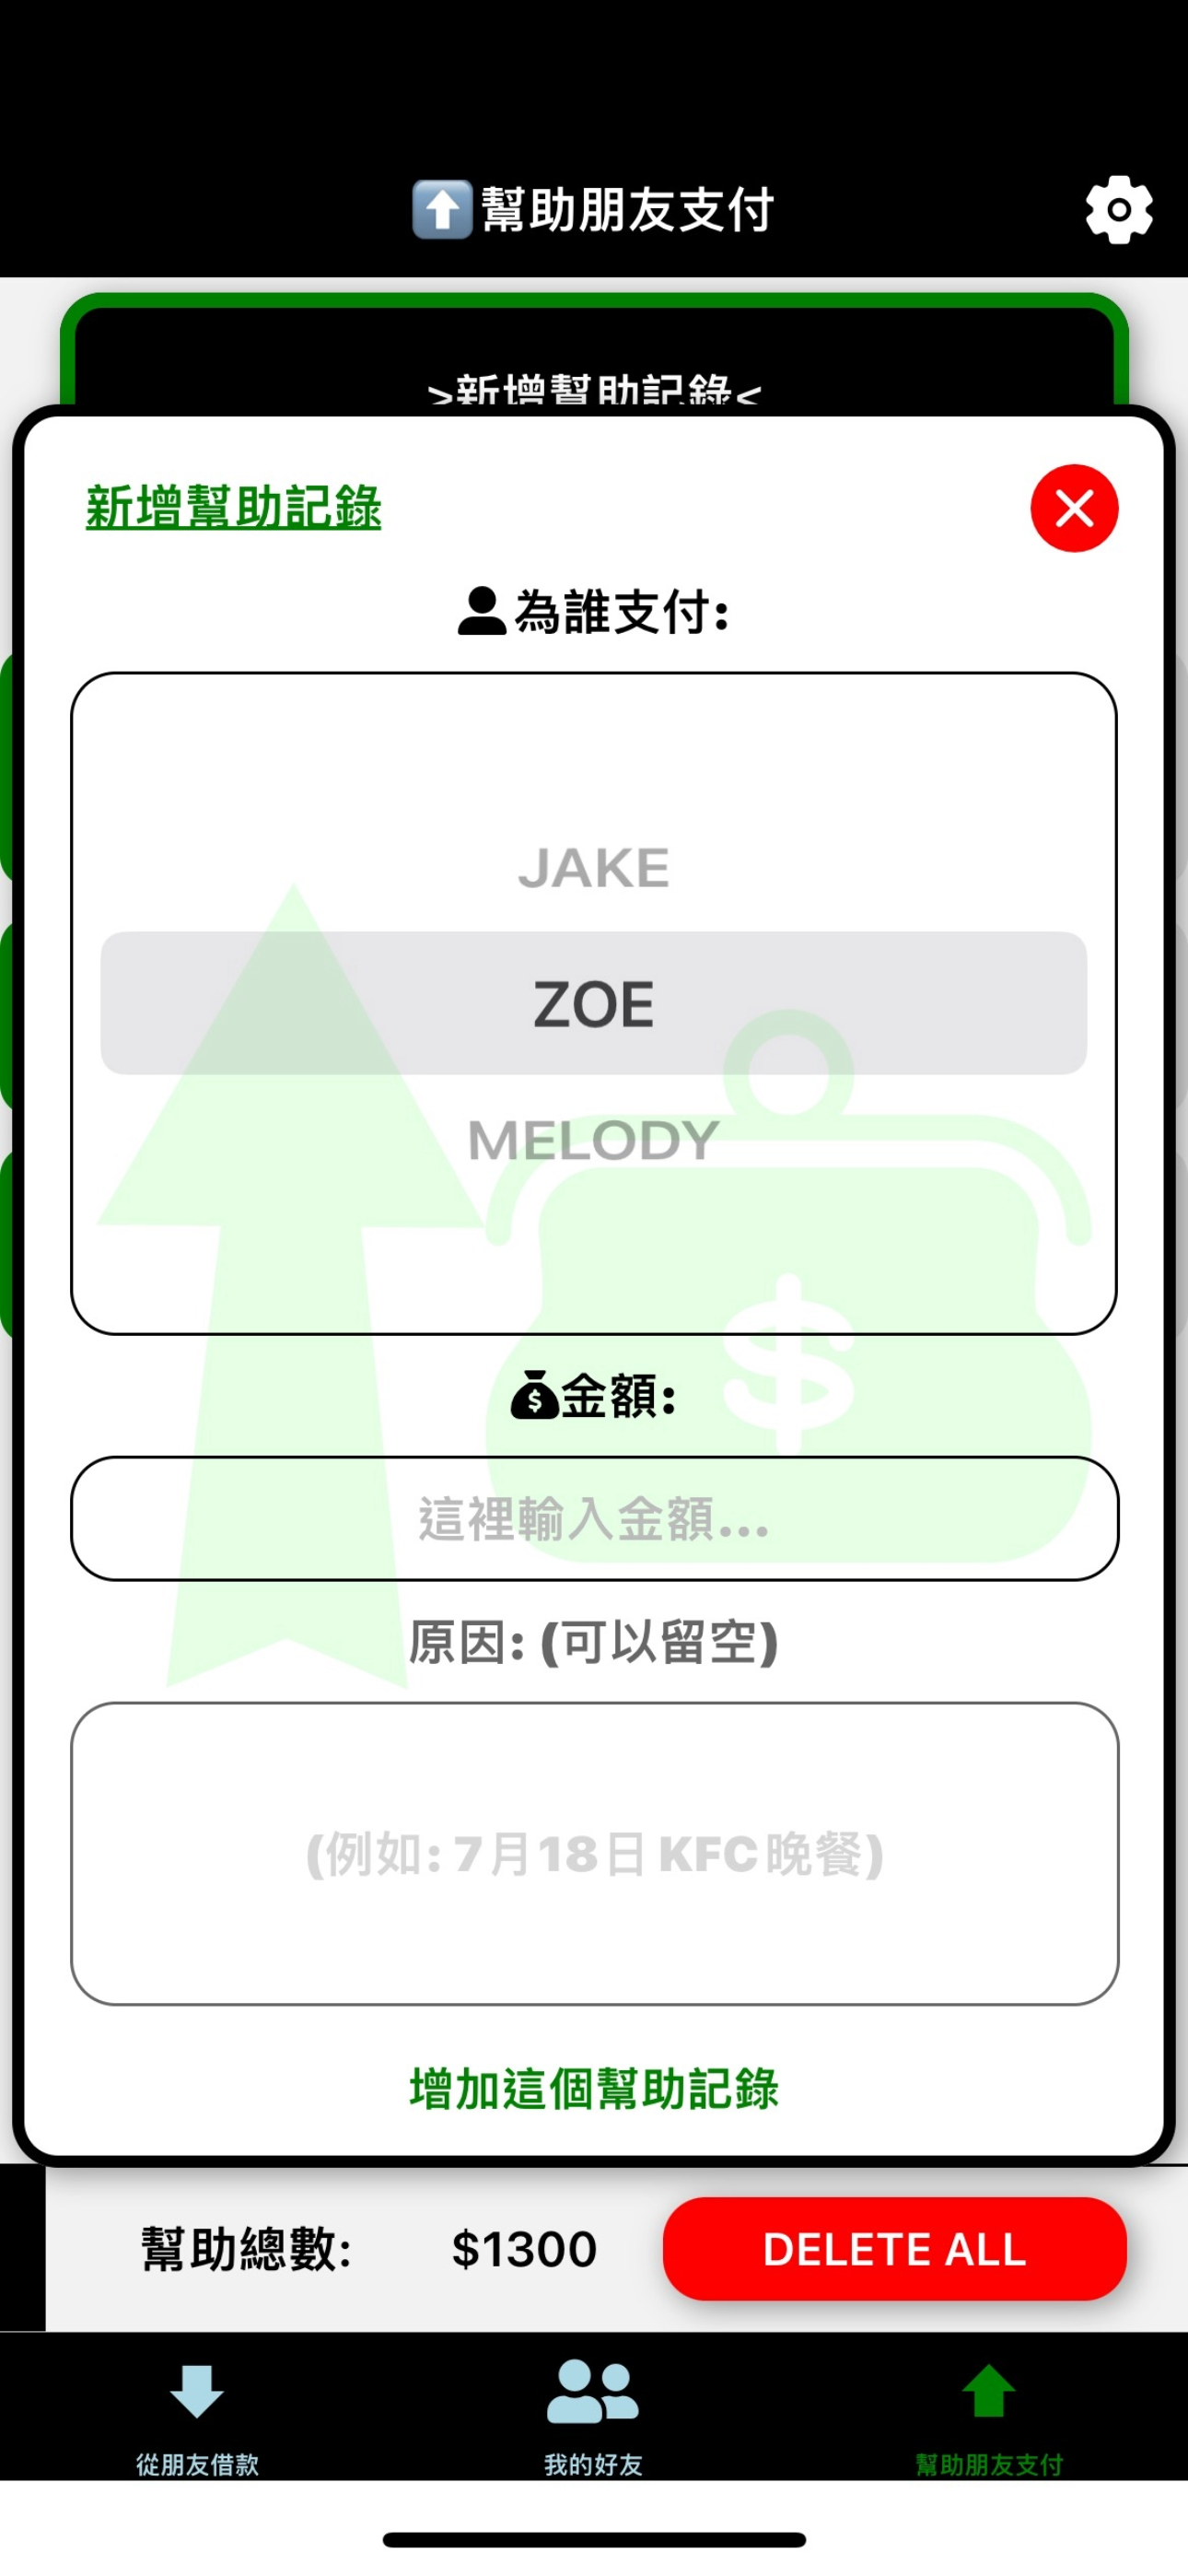 幫助朋友支付
>新增幫助記錄<
新增幫助記錄
為誰支付:
JAKE
ZOE
MELODY
$
金額:
這裡輸入金額...
原因: (可以留空)
(例如: 7月18日 KFC晚餐)
增加這個幫助記錄
幫助總數: $1300 DELETE ALL
從朋友借款 我的好友 幫助朋友支付